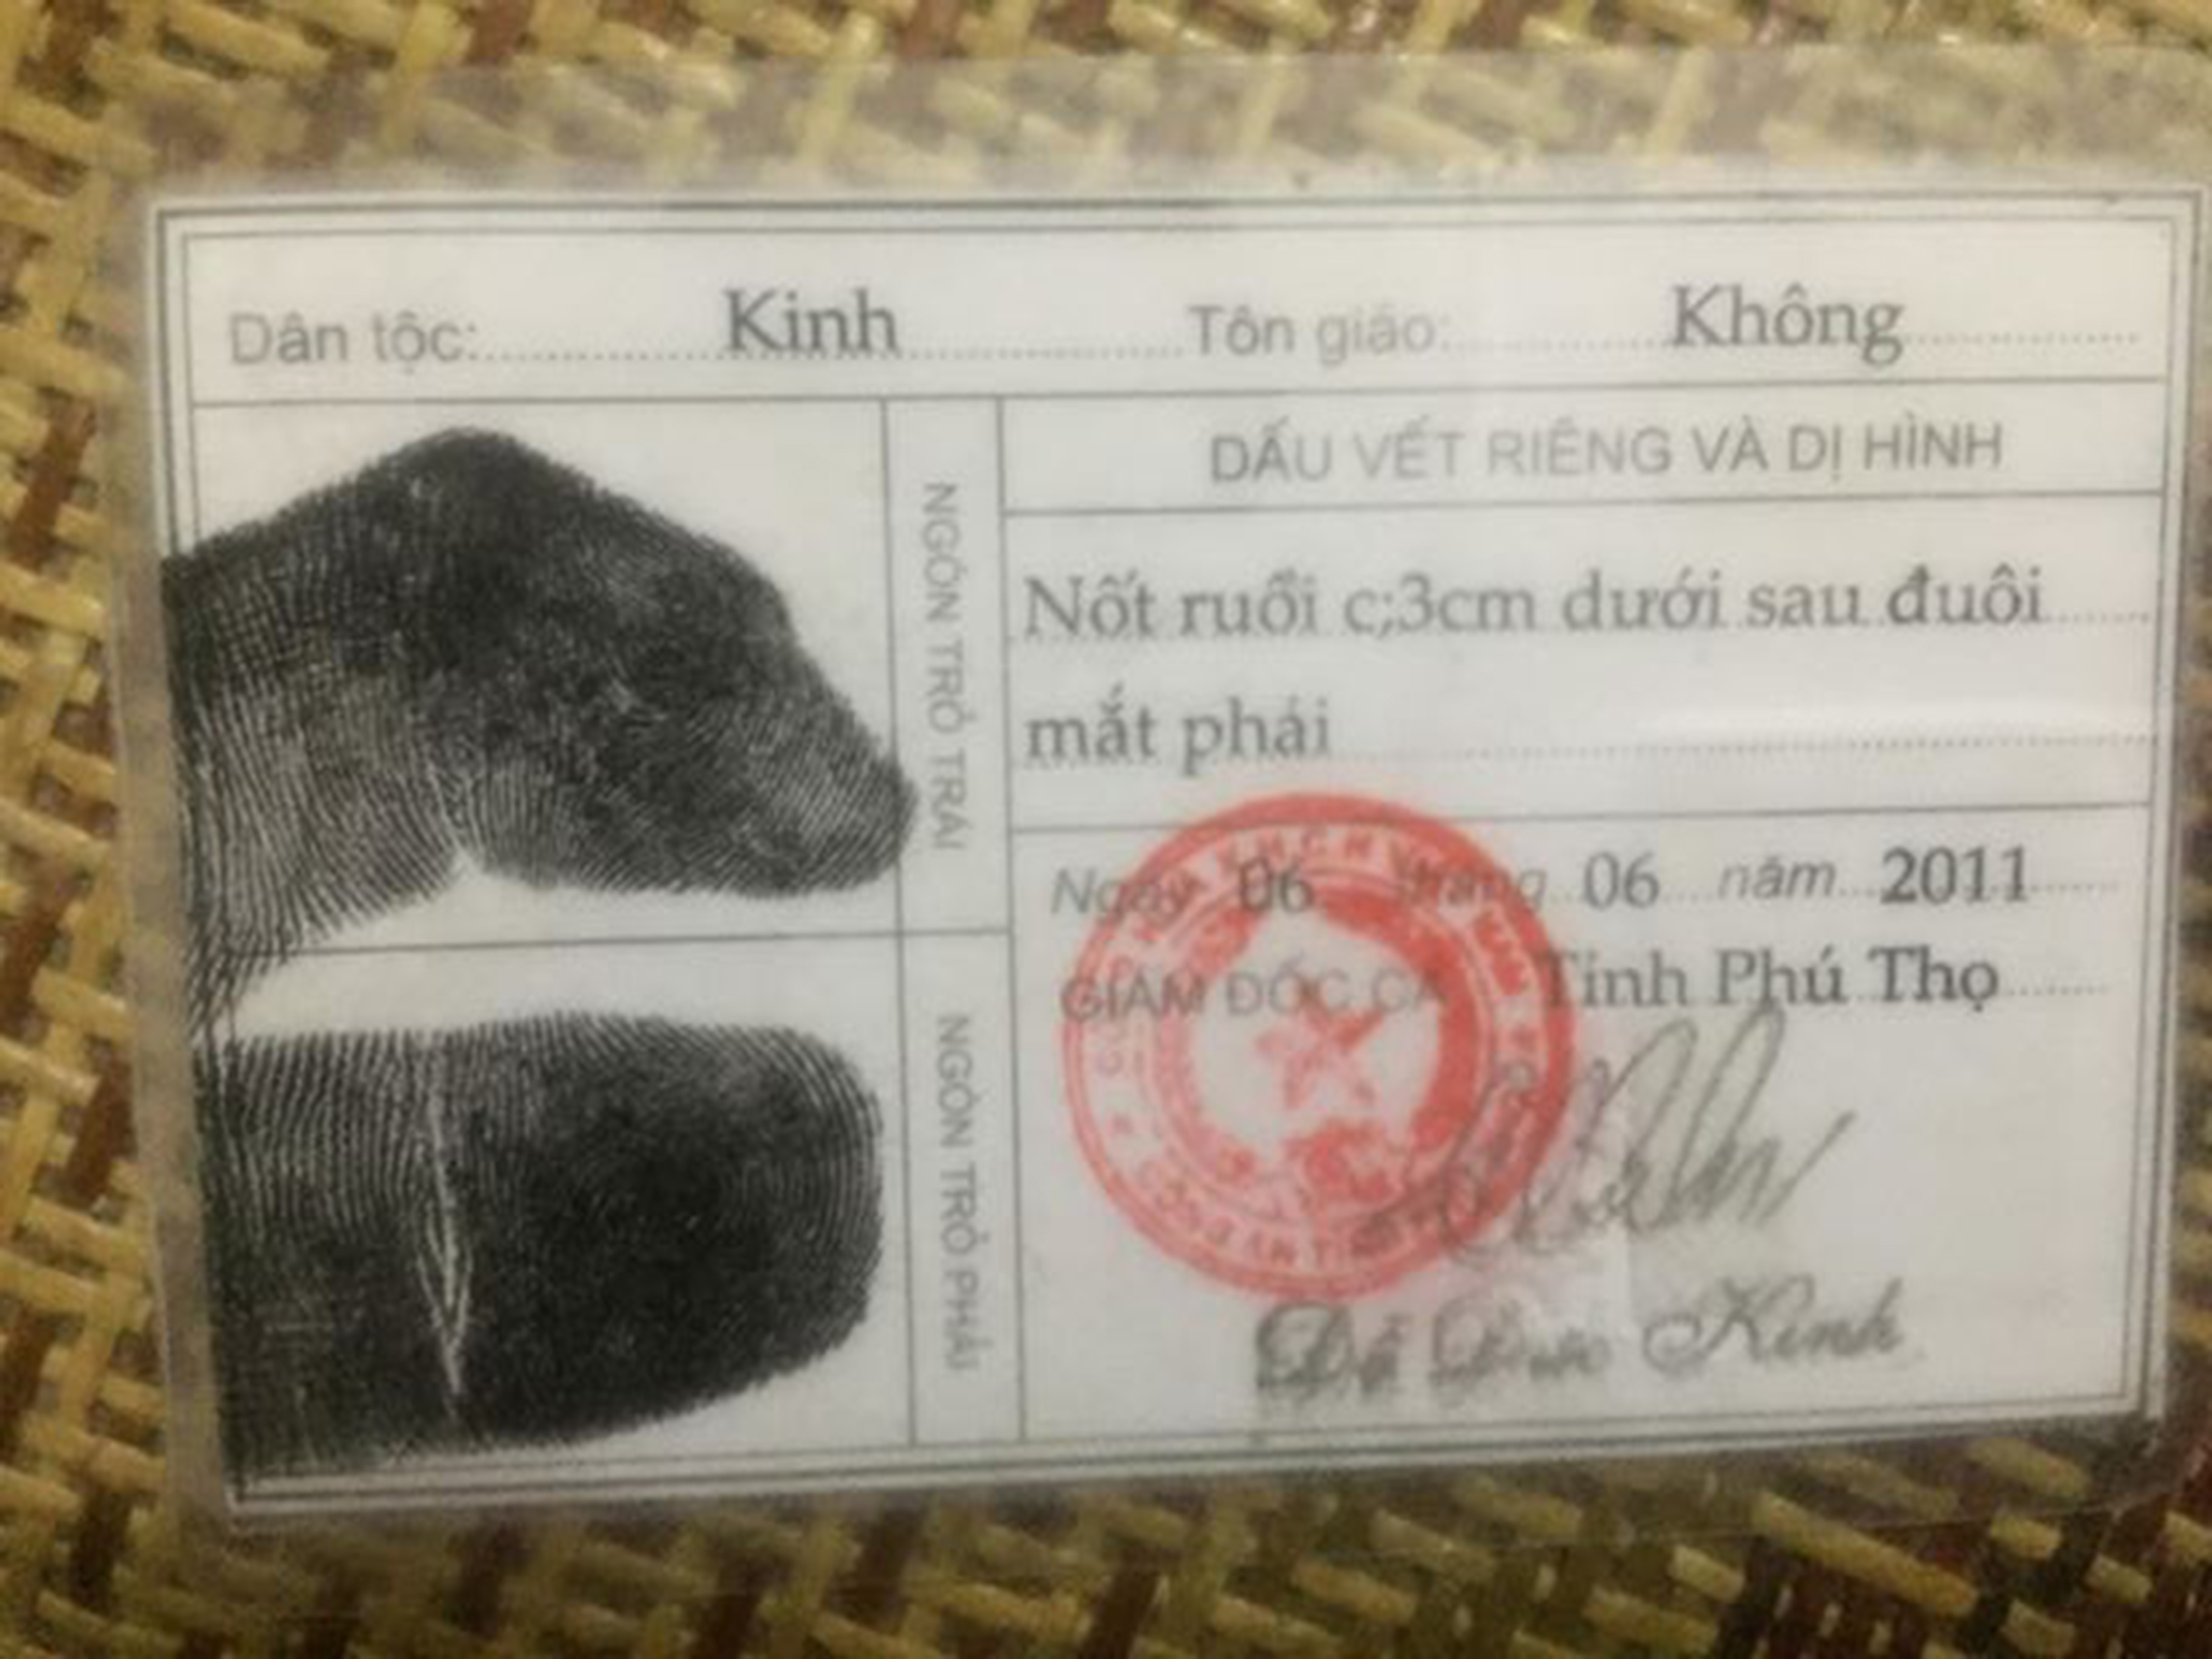 Dân tộc: Kinh Tôn giáo: Không
NGÓN TRỎ TRÁI
NGÓN TRỎ PHẢI
DẤU VẾT RIÊNG VÀ DỊ HÌNH
Nốt ruồi c;3cm dưới sau đuôi
mắt phải
Ngày 06 tháng 06 năm 2011
GIÁM ĐỐC CA Tỉnh Phú Thọ
Đỗ Đức Kính